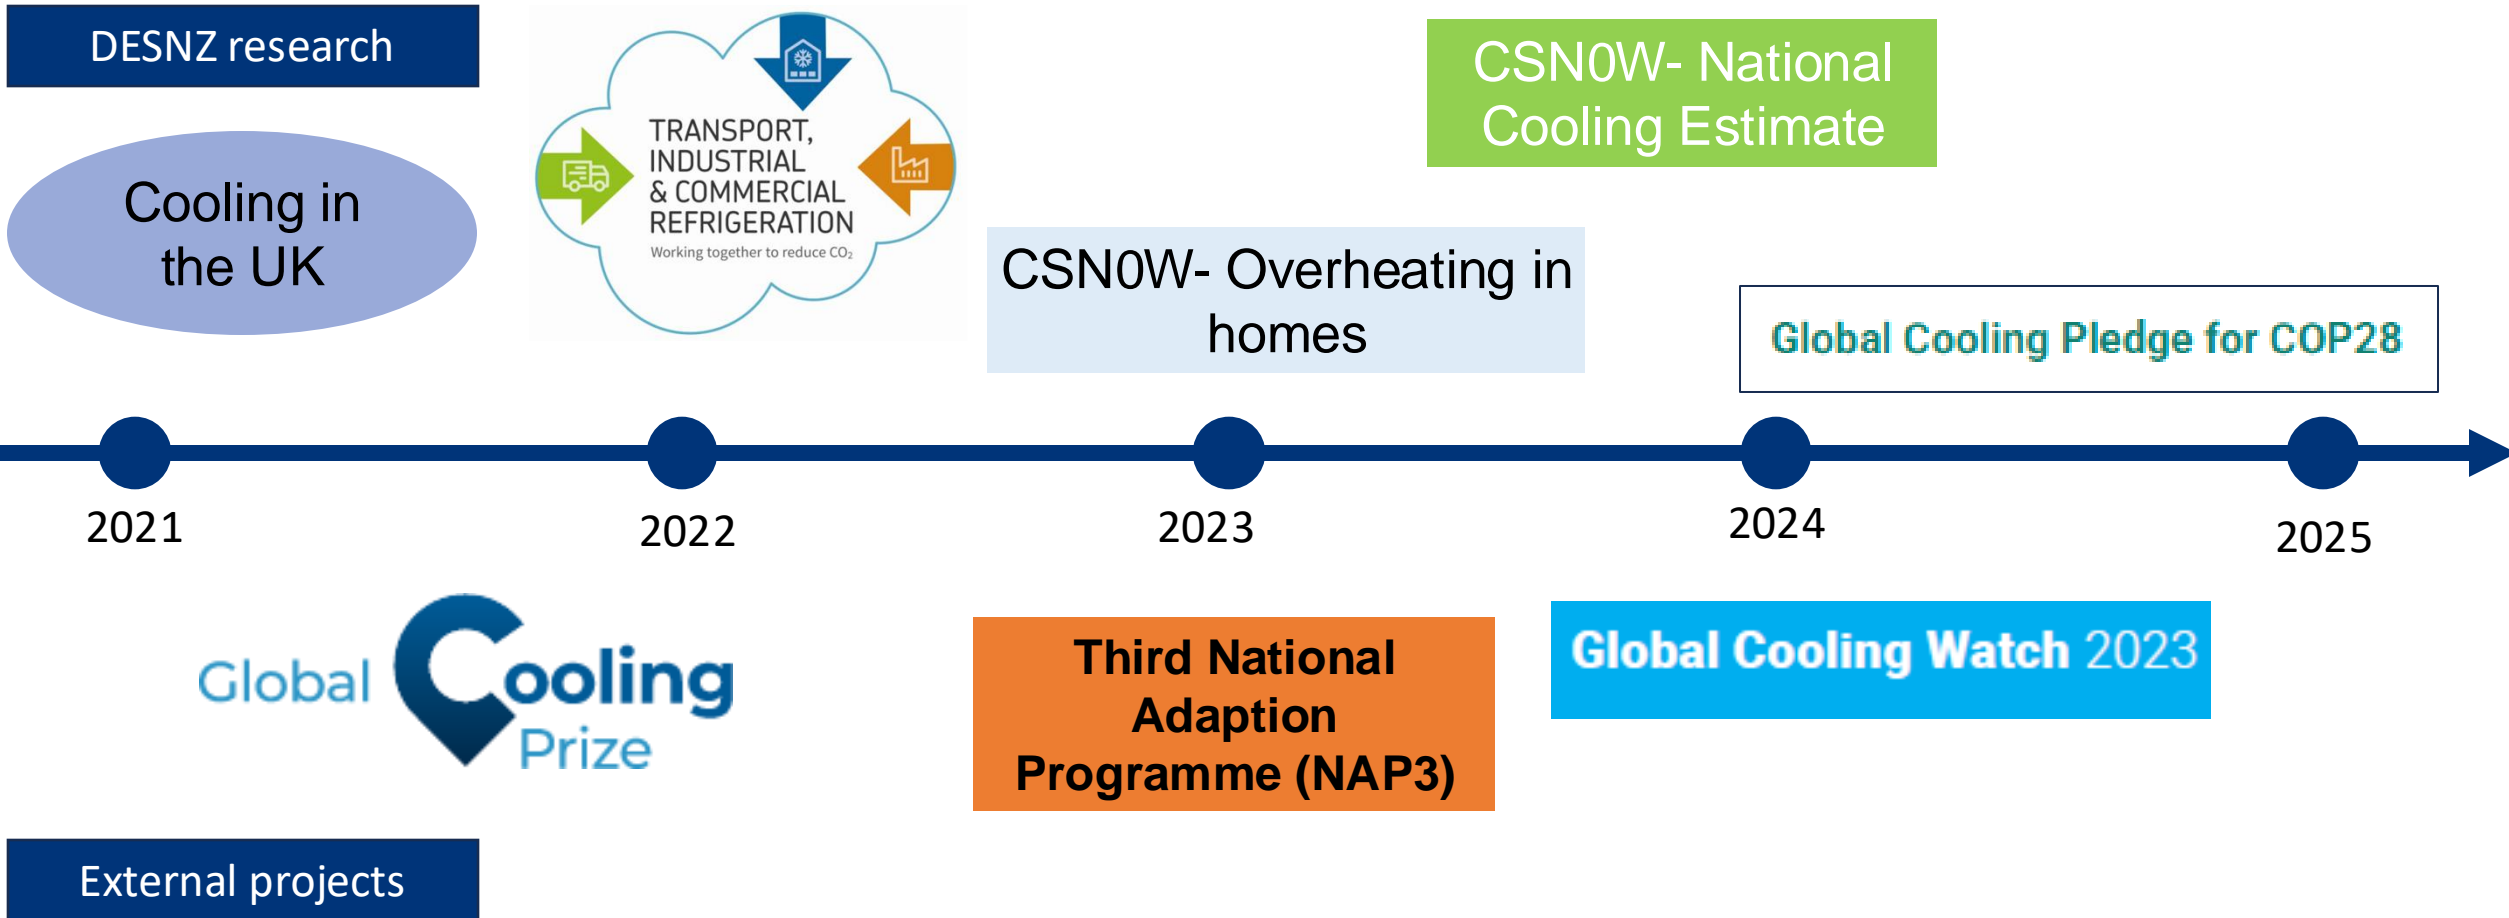 DESNZ research
Cooling in
the UK
TRANSPORT,
INDUSTRIAL
& COMMERCIAL
REFRIGERATION
Working together to reduce CO₂
CSN0W- National
Cooling Estimate
CSN0W- Overheating in
homes
Global Cooling Pledge for COP28
2021
2022
2023
2024
2025
Global Cooling
Prize
Third National
Adaption
Programme (NAP3)
Global Cooling Watch 2023
External projects